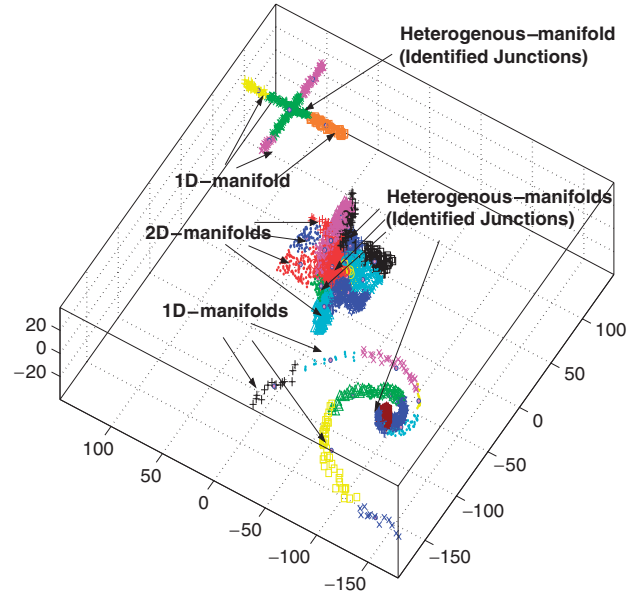 Heterogenous−manifold
(Identified Junctions)
1D−manifold
Heterogenous−manifolds
(Identified Junctions)
2D−manifolds
1D−manifolds
20
0
−20
100
50
0
−50
−100
−150
100
50
0
−50
−100
−150